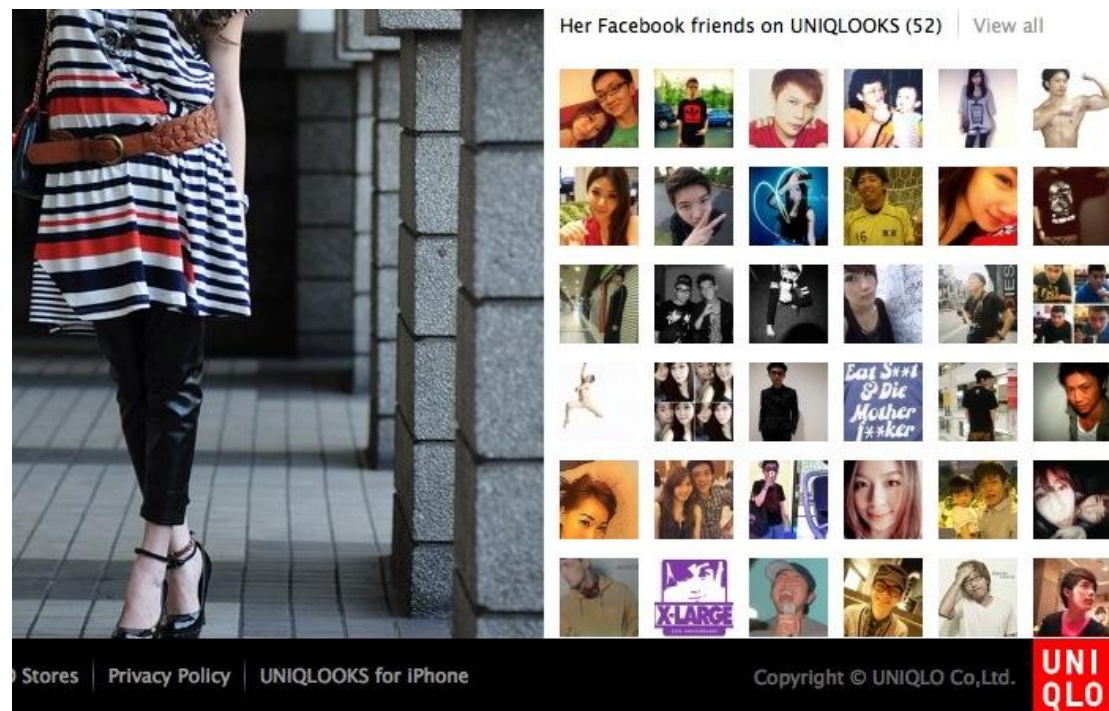 Her Facebook friends on UNIQLOOKS (52) | View all
16
Eat S**t
& Die
Mother
f**ker
X-LARGE
Stores | Privacy Policy | UNIQLOOKS for iPhone
Copyright © UNIQLO Co,Ltd.
UNI
QLO